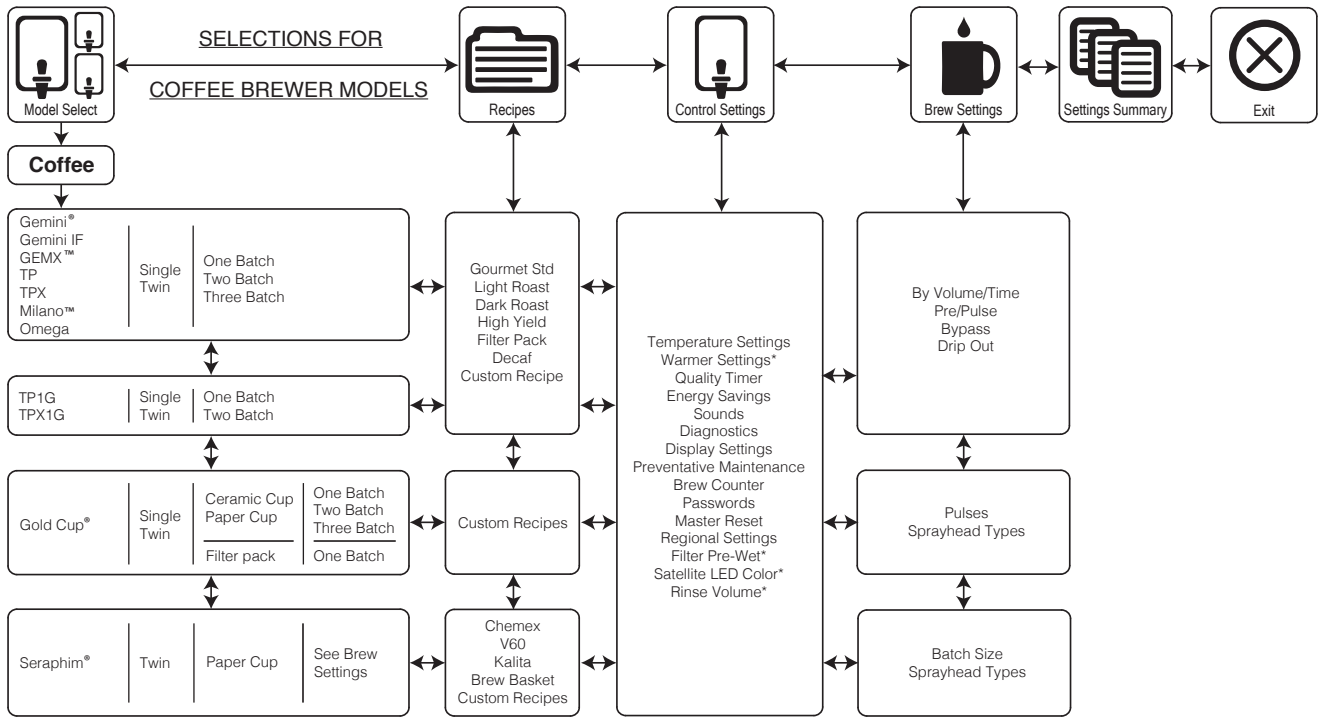 SELECTIONS FOR
COFFEE BREWER MODELS
Model Select
Recipes
Control Settings
Brew Settings
Settings Summary
Exit
Coffee
Gemini®
Gemini IF
GEMX™
TP
TPX
Milano™
Omega
Single
Twin
One Batch
Two Batch
Three Batch
TP1G
TPX1G
Single
Twin
One Batch
Two Batch
Gold Cup®
Single
Twin
Ceramic Cup
Paper Cup
Filter pack
One Batch
Two Batch
Three Batch
One Batch
Seraphim®
Twin
Paper Cup
See Brew
Settings
Gourmet Std
Light Roast
Dark Roast
High Yield
Filter Pack
Decaf
Custom Recipe
Custom Recipes
Chemex
V60
Kalita
Brew Basket
Custom Recipes
Temperature Settings
Warmer Settings*
Quality Timer
Energy Savings
Sounds
Diagnostics
Display Settings
Preventative Maintenance
Brew Counter
Passwords
Master Reset
Regional Settings
Filter Pre-Wet*
Satellite LED Color*
Rinse Volume*
By Volume/Time
Pre/Pulse
Bypass
Drip Out
Pulses
Sprayhead Types
Batch Size
Sprayhead Types